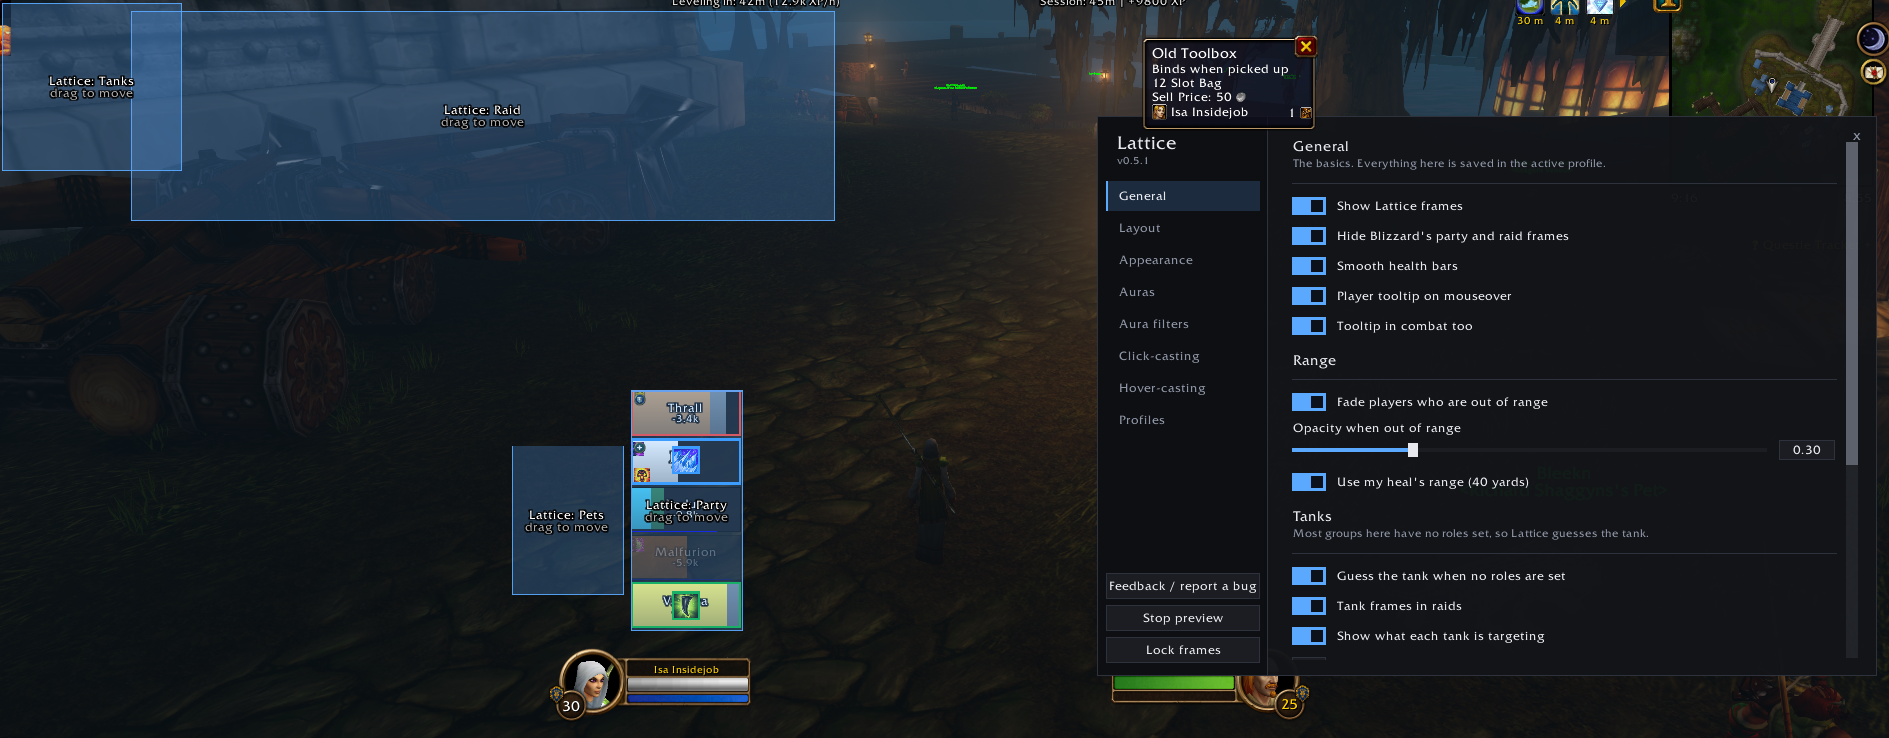 Leveling in: 42m (12.9k XP/h)
Session: 45m | +9800 XP
30 m
4 m
4 m
Lattice: Tanks
drag to move
Lattice: Raid
drag to move
Old Toolbox
Binds when picked up
12 Slot Bag
Sell Price: 50
Isa Insidejob 1
Lattice
v0.5.1
General
Layout
Appearance
Auras
Aura filters
Click-casting
Hover-casting
Profiles
Feedback / report a bug
Stop preview
Lock frames
x
General
The basics. Everything here is saved in the active profile.
Show Lattice frames
Hide Blizzard's party and raid frames
Smooth health bars
Player tooltip on mouseover
Tooltip in combat too
Range
Fade players who are out of range
Opacity when out of range
0.30
Use my heal's range (40 yards)
Tanks
Most groups here have no roles set, so Lattice guesses the tank.
Guess the tank when no roles are set
Tank frames in raids
Show what each tank is targeting
Thrall
-3.4k
Lattice: Party
drag to move
Malfurion
-5.9k
Lattice: Pets
drag to move
Isa Insidejob
30
25